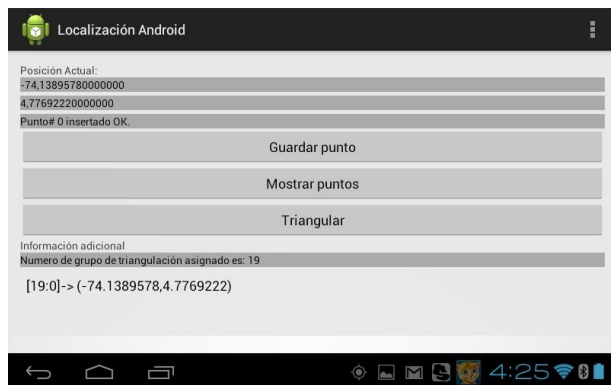 Localización Android
Posición Actual:
-74,13895780000000
4,77692220000000
Punto# 0 insertado OK.
Guardar punto
Mostrar puntos
Triangular
Información adicional
Numero de grupo de triangulación asignado es: 19
[19:0]-> (-74.1389578,4.7769222)
4:25